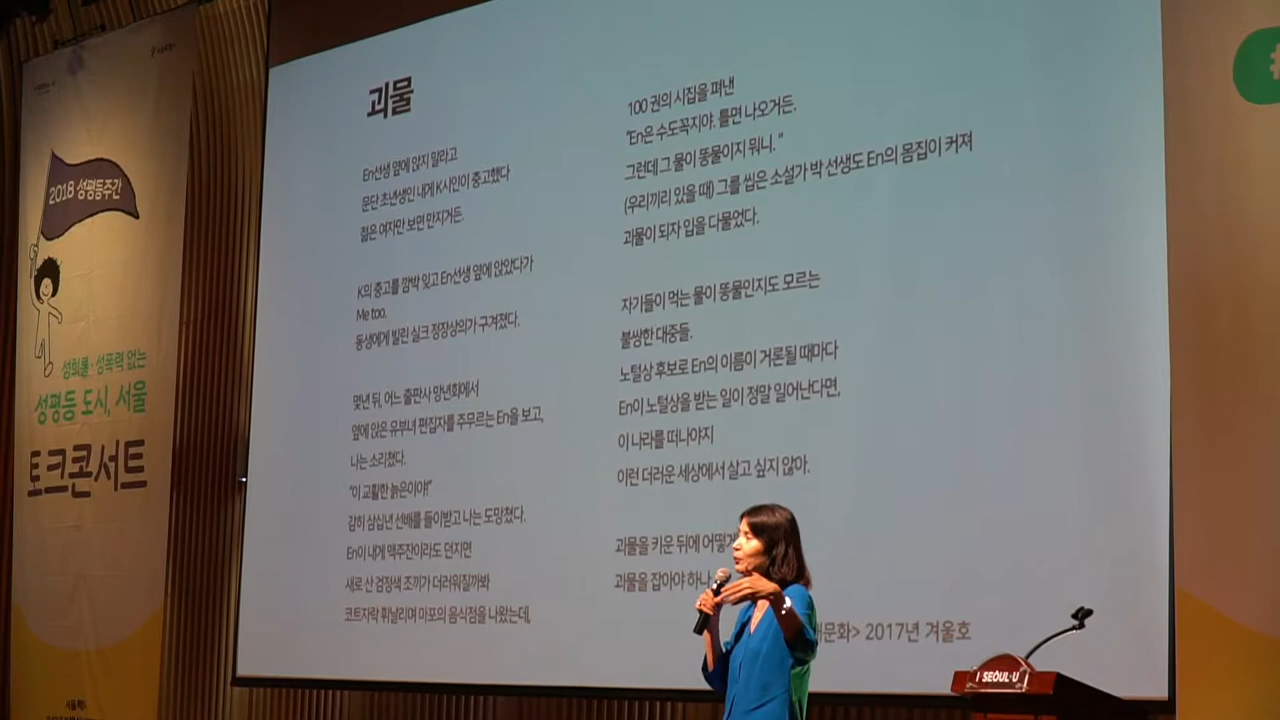 2018 성평등주간
성희롱·성폭력 없는
성평등 도시, 서울
토크콘서트
괴물
En선생 옆에 앉지 말라고
문단 초년생인 내게 K시인이 충고했다
젊은 여자만 보면 만지거든.
K의 충고를 깜박 잊고 En선생 옆에 앉았다가
Me too.
동생에게 빌린 실크 정장상의가 구겨졌다.
몇년 뒤, 어느 출판사 망년회에서
옆에 앉은 유부녀 편집자를 주무르는 En을 보고,
나는 소리쳤다.
"이 교활한 늙은이야!"
감히 삼십년 선배를 들이받고 나는 도망쳤다.
En이 내게 맥주잔이라도 던지면
새로 산 검정색 조끼가 더러워질까봐
코트자락 휘날리며 마포의 음식점을 나왔는데,
100 권의 시집을 펴낸
"En은 수도꼭지야. 틀면 나오거든.
그런데 그 물이 똥물이지 뭐니. "
(우리끼리 있을 때) 그를 씹은 소설가 박 선생도 En의 몸집이 커져
괴물이 되자 입을 다물었다.
자기들이 먹는 물이 똥물인지도 모르는
불쌍한 대중들.
노털상 후보로 En의 이름이 거론될 때마다
En이 노털상을 받는 일이 정말 일어난다면,
이 나라를 떠나야지
이런 더러운 세상에서 살고 싶지 않아.
괴물을 키운 뒤에 어떻게
괴물을 잡아야 하나
문화> 2017년 겨울호
I·SEOUL·U